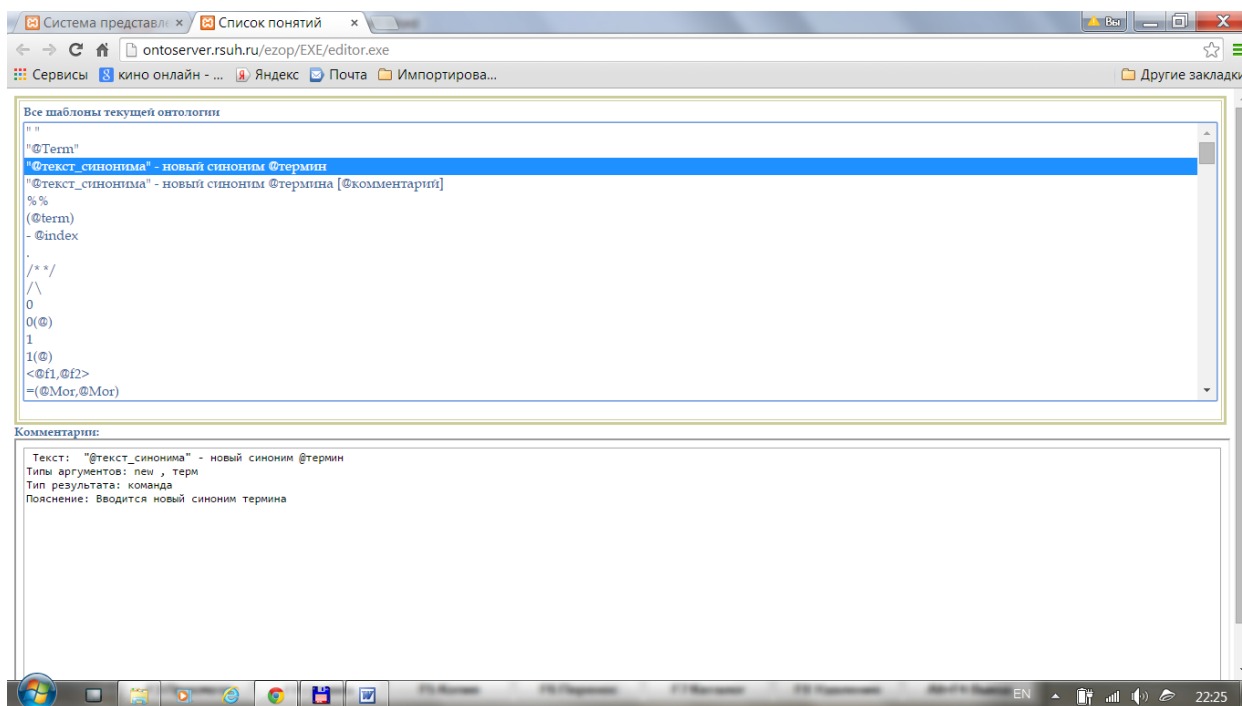 Система представле
Список понятий
Вы
ontoserver.rsuh.ru/ezop/EXE/editor.exe
Сервисы кино онлайн - ... Яндекс Почта Импортирова... Другие закладки
Все шаблоны текущей онтологии
" "
"@Term"
"@текст_синонима" - новый синоним @термин
"@текст_синонима" - новый синоним @термина [@комментарий]
%%
(@term)
- @index
.
/* */
/\
0
0(@)
1
1(@)
<@f1,@f2>
=(@Mor,@Mor)
Комментарии:
Текст: "@текст_синонима" - новый синоним @термин
Типы аргументов: new , терм
Тип результата: команда
Пояснение: Вводится новый синоним термина
EN 22:25